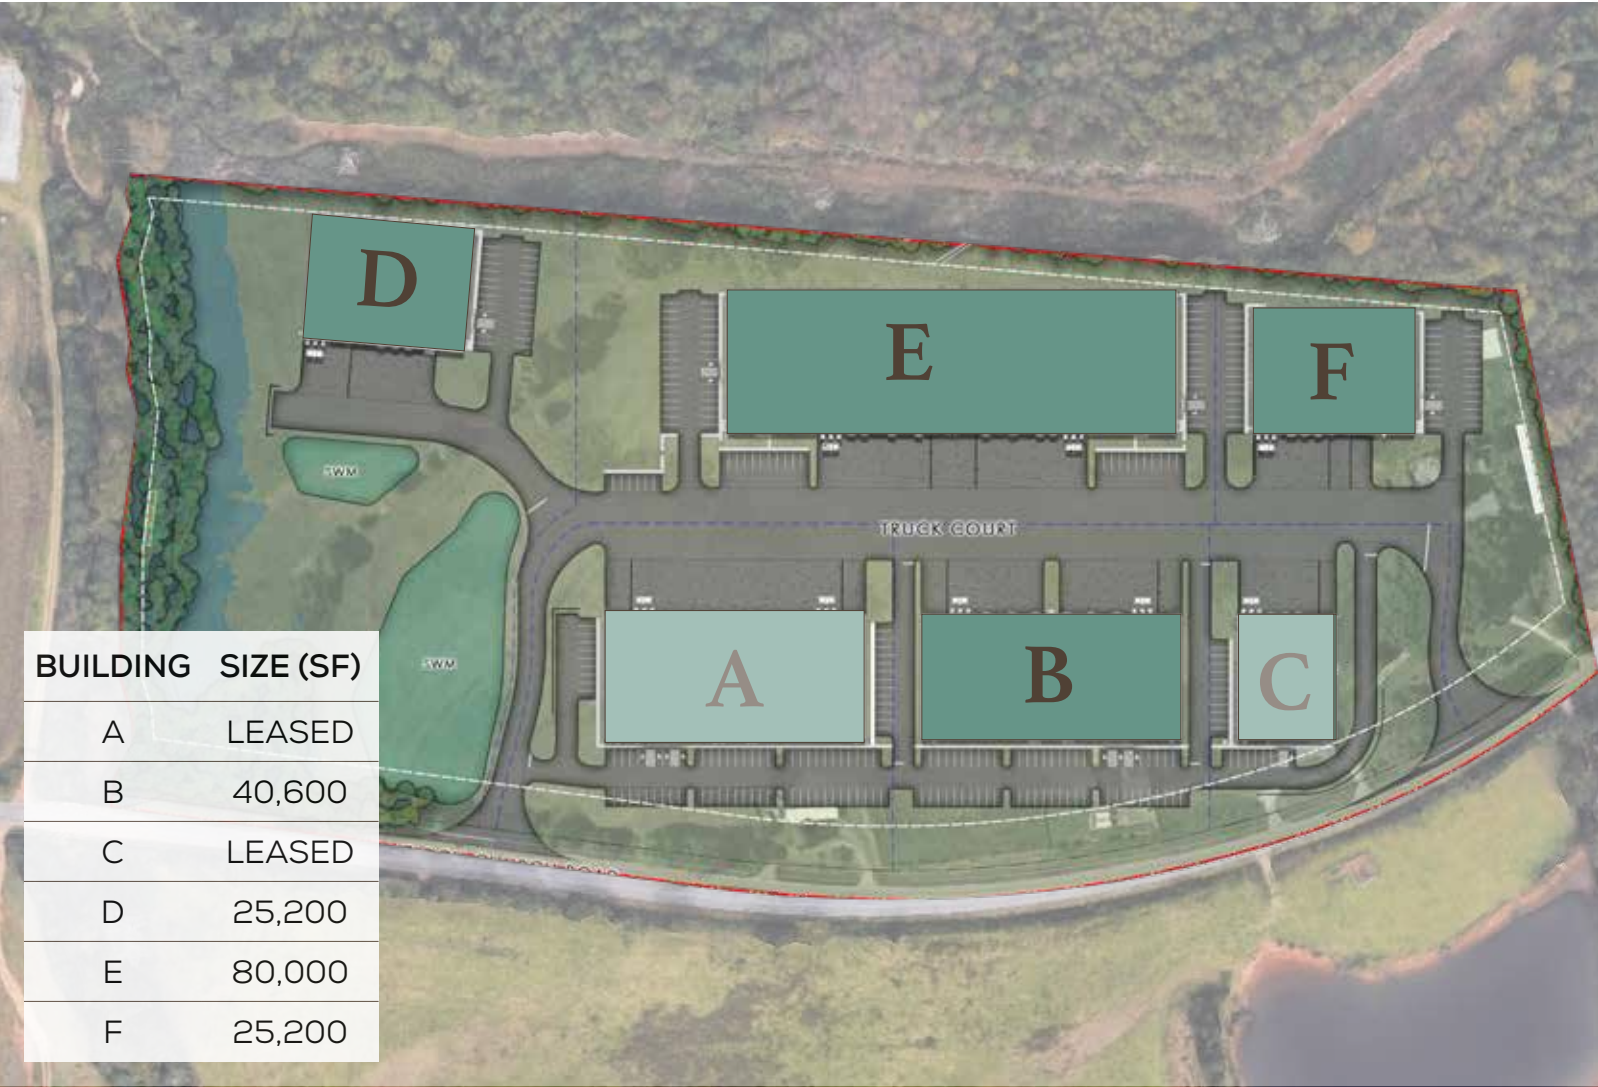 D
E
F
SWM
TRUCK COURT
SWM
A
B
C
BUILDING SIZE (SF)
A LEASED
B 40,600
C LEASED
D 25,200
E 80,000
F 25,200